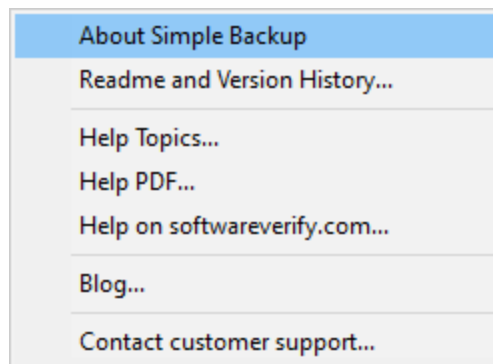 About Simple Backup
Readme and Version History...
Help Topics...
Help PDF...
Help on softwareverify.com...
Blog...
Contact customer support...